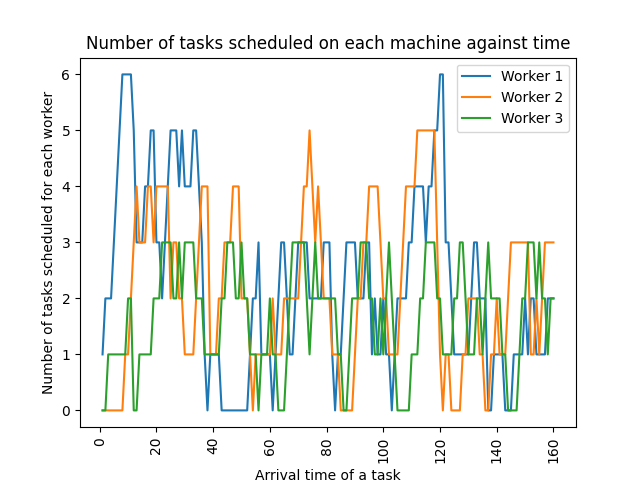 Number of tasks scheduled on each machine against time
Worker 1
Worker 2
Worker 3
Number of tasks scheduled for each worker
6
5
4
3
2
1
0
0
20
40
60
80
100
120
140
160
Arrival time of a task